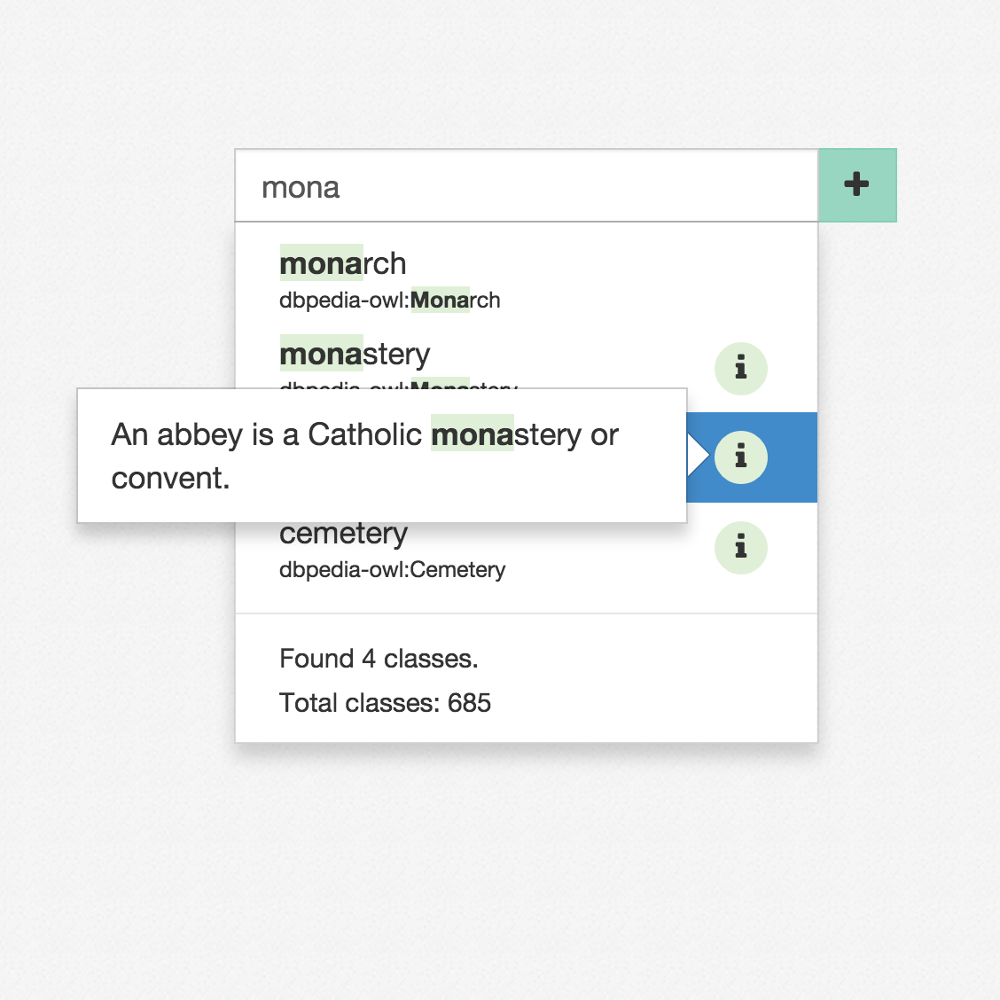 mona
monarch
dbpedia-owl:Monarch
monastery
dbpedia-owl:Monastery
An abbey is a Catholic monastery or
convent.
cemetery
dbpedia-owl:Cemetery
Found 4 classes.
Total classes: 685